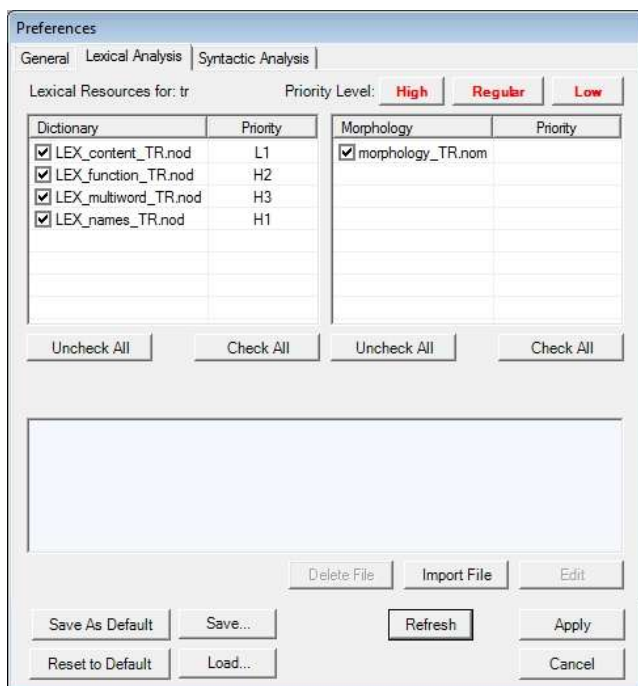 Preferences
General Lexical Analysis Syntactic Analysis
Lexical Resources for: tr Priority Level: High Regular Low
Dictionary Priority Morphology Priority
LEX_content_TR.nod L1 morphology_TR.nom
LEX_function_TR.nod H2
LEX_multiword_TR.nod H3
LEX_names_TR.nod H1
Uncheck All Check All Uncheck All Check All
Delete File Import File Edit
Save As Default Save... Refresh Apply
Reset to Default Load... Cancel